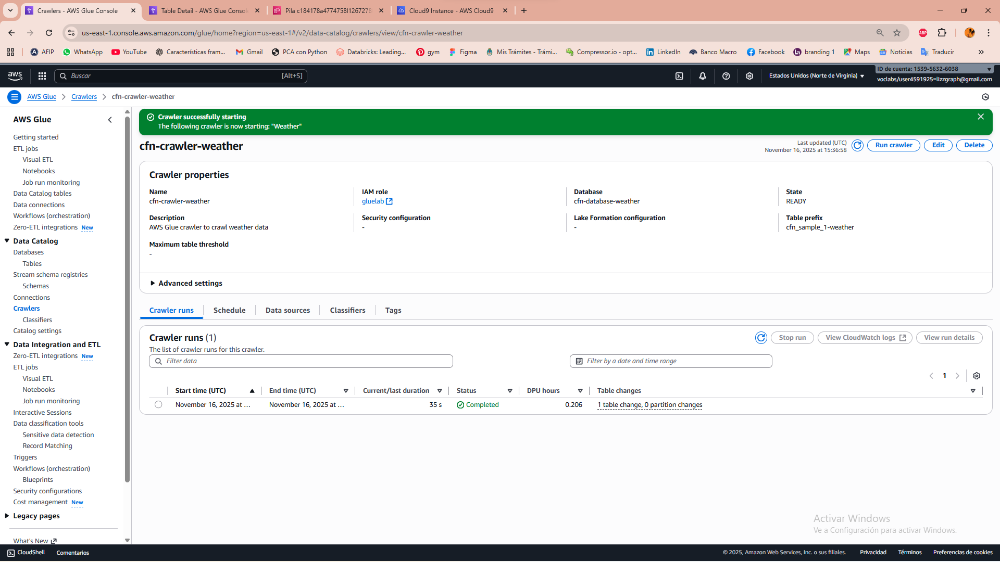 Crawlers - AWS Glue Console
Table Detail - AWS Glue Consol
Pila c184178a4774758l1267278
Cloud9 Instance - AWS Cloud9
us-east-1.console.aws.amazon.com/glue/home?region=us-east-1#/v2/data-catalog/crawlers/view/cfn-crawler-weather
ABP
AFIP
WhatsApp
YouTube
Características fram...
Gmail
PCA con Python
Databricks: Leading...
gym
Figma
Mis Trámites - Trámi...
Compressor.io - opt...
LinkedIn
Banco Macro
Facebook
branding 1
Maps
Noticias
Traducir
aws
Buscar
[Alt+S]
Estados Unidos (Norte de Virginia)
ID de cuenta: 1539-5632-6038
voclabs/user4591925=lizzgraph@gmail.com
AWS Glue
Crawlers
cfn-crawler-weather
AWS Glue
Getting started
ETL jobs
Visual ETL
Notebooks
Job run monitoring
Data Catalog tables
Data connections
Workflows (orchestration)
Zero-ETL integrations New
Data Catalog
Databases
Tables
Stream schema registries
Schemas
Connections
Crawlers
Classifiers
Catalog settings
Data Integration and ETL
Zero-ETL integrations New
ETL jobs
Visual ETL
Notebooks
Job run monitoring
Interactive Sessions
Data classification tools
Sensitive data detection
Record Matching
Triggers
Workflows (orchestration)
Blueprints
Security configurations
Cost management New
Legacy pages
What's New
Crawler successfully starting
The following crawler is now starting: "Weather"
cfn-crawler-weather
Last updated (UTC)
November 16, 2025 at 15:36:58
Run crawler
Edit
Delete
Crawler properties
Name
cfn-crawler-weather
IAM role
gluelab
Database
cfn-database-weather
State
READY
Description
AWS Glue crawler to crawl weather data
Security configuration
-
Lake Formation configuration
-
Table prefix
cfn_sample_1-weather
Maximum table threshold
-
Advanced settings
Crawler runs
Schedule
Data sources
Classifiers
Tags
Crawler runs (1)
The list of crawler runs for this crawler.
Stop run
View CloudWatch logs
View run details
Filter data
Filter by a date and time range
1
Start time (UTC)
End time (UTC)
Current/last duration
Status
DPU hours
Table changes
November 16, 2025 at ...
November 16, 2025 at ...
35 s
Completed
0.206
1 table change, 0 partition changes
Activar Windows
Ve a Configuración para activar Windows.
CloudShell
Comentarios
© 2025, Amazon Web Services, Inc. o sus filiales.
Privacidad
Términos
Preferencias de cookies